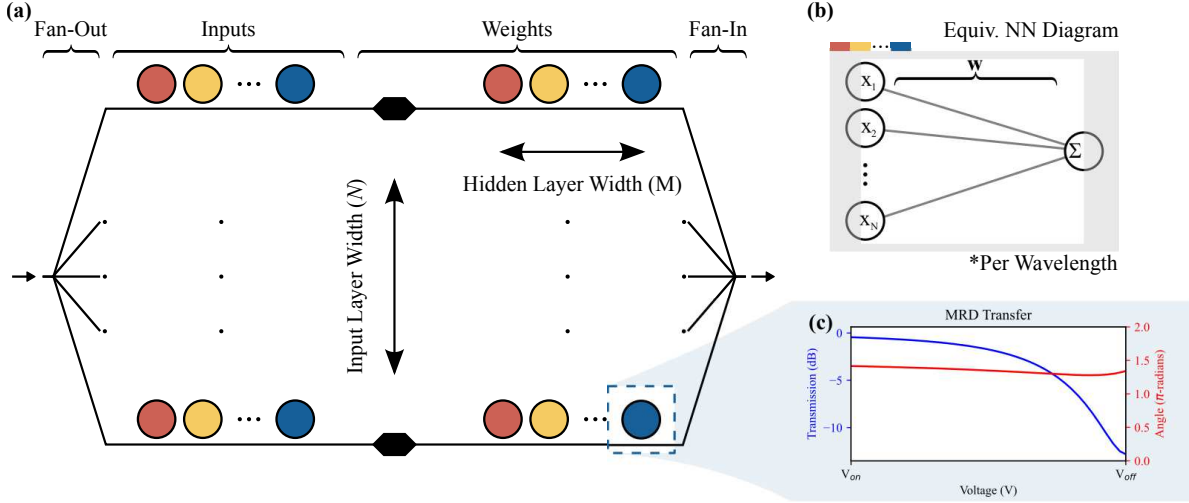 (a)
Fan-Out
Inputs
Weights
Fan-In
Hidden Layer Width (M)
Input Layer Width (N)
(b)
Equiv. NN Diagram
W
X1
X2
XN
Σ
*Per Wavelength
(c)
MRD Transfer
0
−5
−10
Transmission (dB)
2.0
1.5
1.0
0.5
0.0
Angle (π-radians)
Von
Voff
Voltage (V)